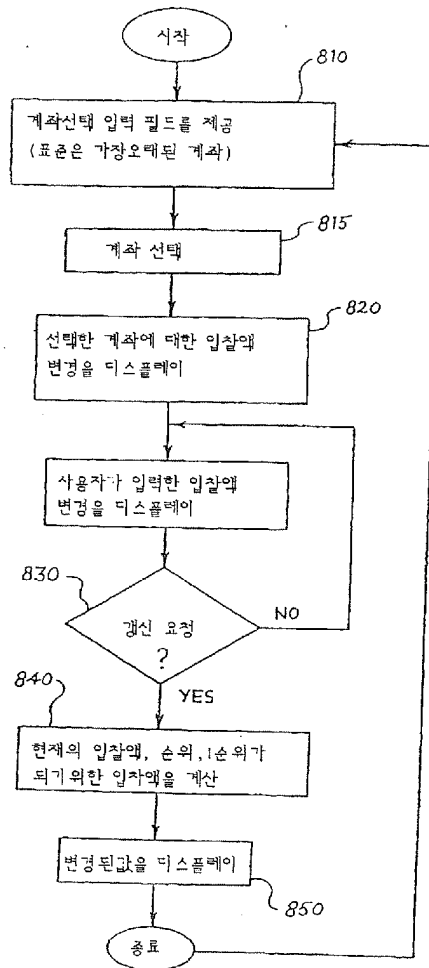 시작
810
계좌선택 입력 필드를 제공
(표준은 가장오래된 계좌)
815
계좌 선택
820
선택한 계좌에 대한 입찰액
변경을 디스플레이
사용자가 입력한 입찰액
변경을 디스플레이
830
갱신 요청
?
NO
YES
840
현재의 입찰액, 순위, 1순위가
되기위한 입찰액을 계산
변경된값을 디스플레이
850
종료